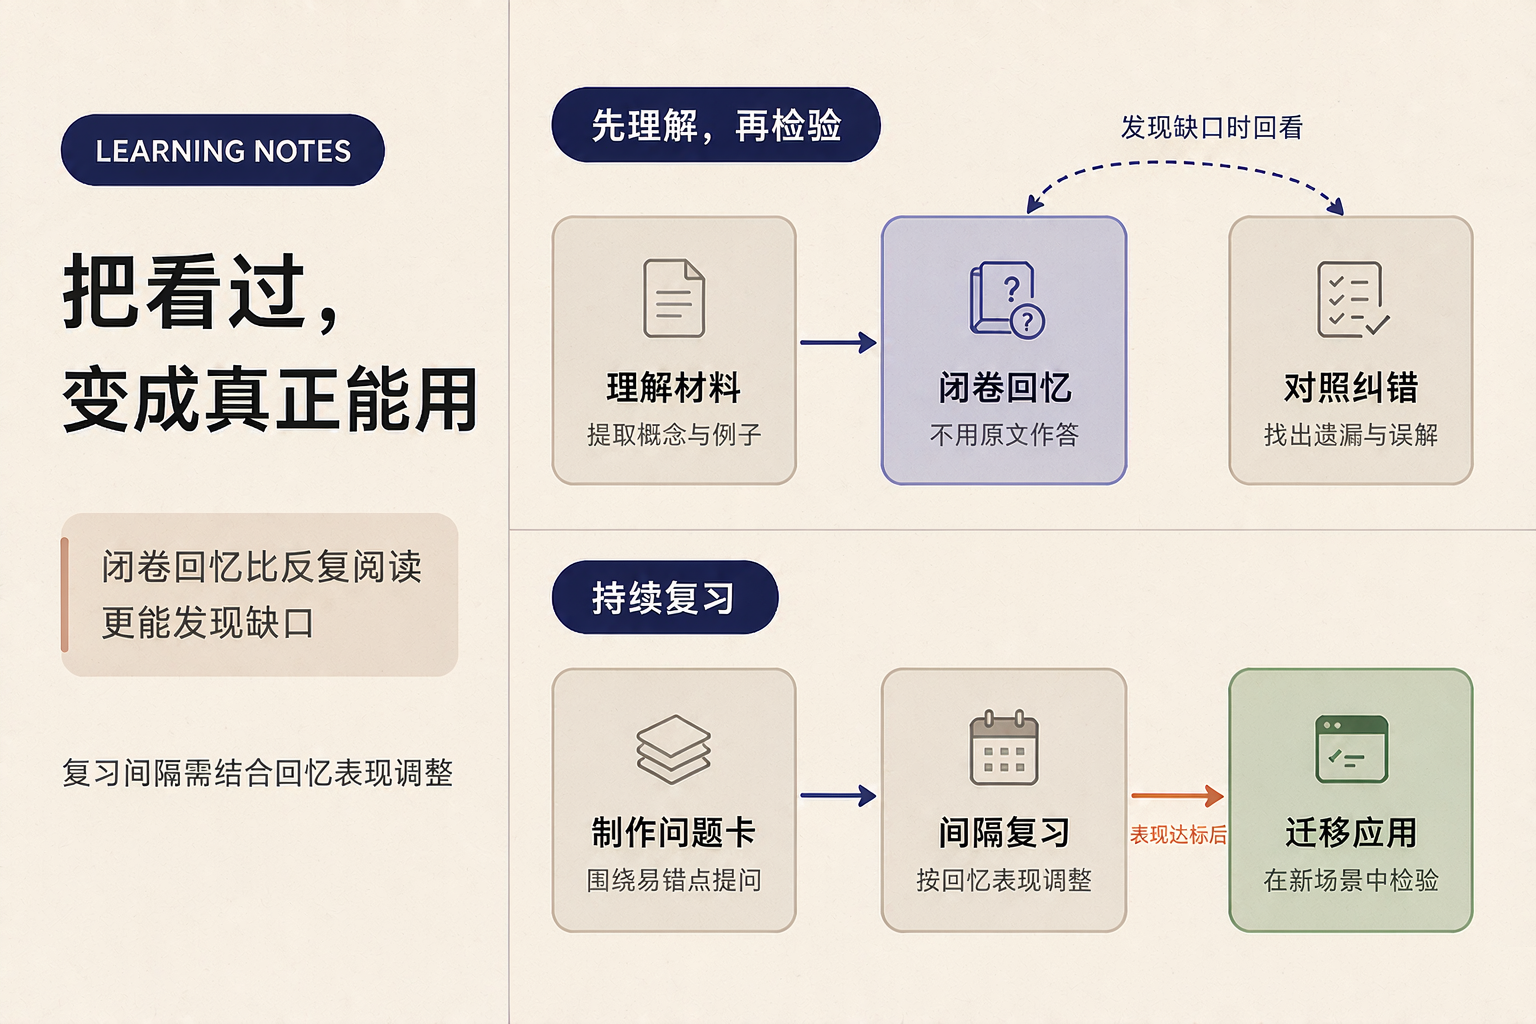 LEARNING NOTES
把看过，
变成真正能用
闭卷回忆比反复阅读
更能发现缺口
复习间隔需结合回忆表现调整
先理解，再检验
发现缺口时回看
理解材料
提取概念与例子
闭卷回忆
不用原文作答
对照纠错
找出遗漏与误解
持续复习
制作问题卡
围绕易错点提问
间隔复习
按回忆表现调整
表现达标后
迁移应用
在新场景中检验